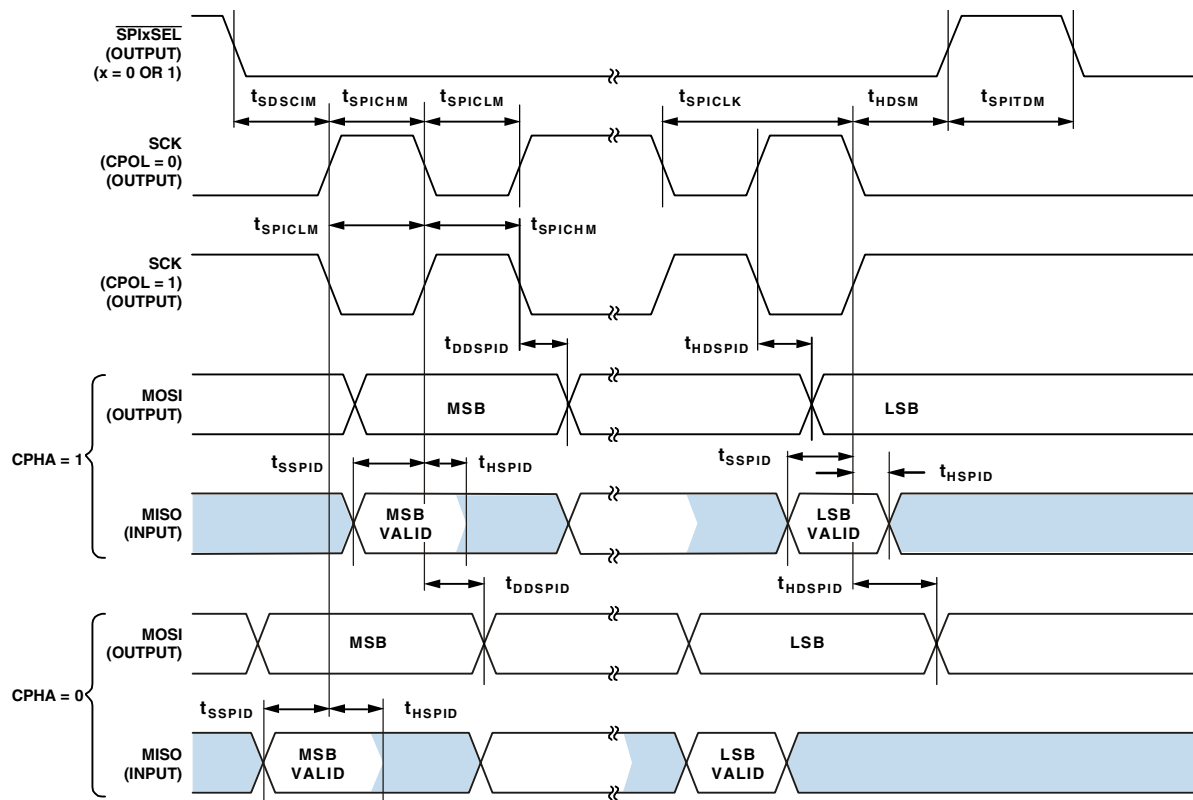 SPIxSEL
(OUTPUT)
(x = 0 OR 1)
tSDSCIM
tSPICHM
tSPICLM
tSPICLK
tHDSM
tSPITDM
SCK
(CPOL = 0)
(OUTPUT)
tSPICLM
tSPICHM
SCK
(CPOL = 1)
(OUTPUT)
tDDSPID
tHDSPID
CPHA = 1
MOSI
(OUTPUT)
MSB
LSB
tSSPID
tHSPID
tSSPID
tHSPID
MISO
(INPUT)
MSB
VALID
LSB
VALID
tDDSPID
tHDSPID
CPHA = 0
MOSI
(OUTPUT)
MSB
LSB
tSSPID
tHSPID
MISO
(INPUT)
MSB
VALID
LSB
VALID